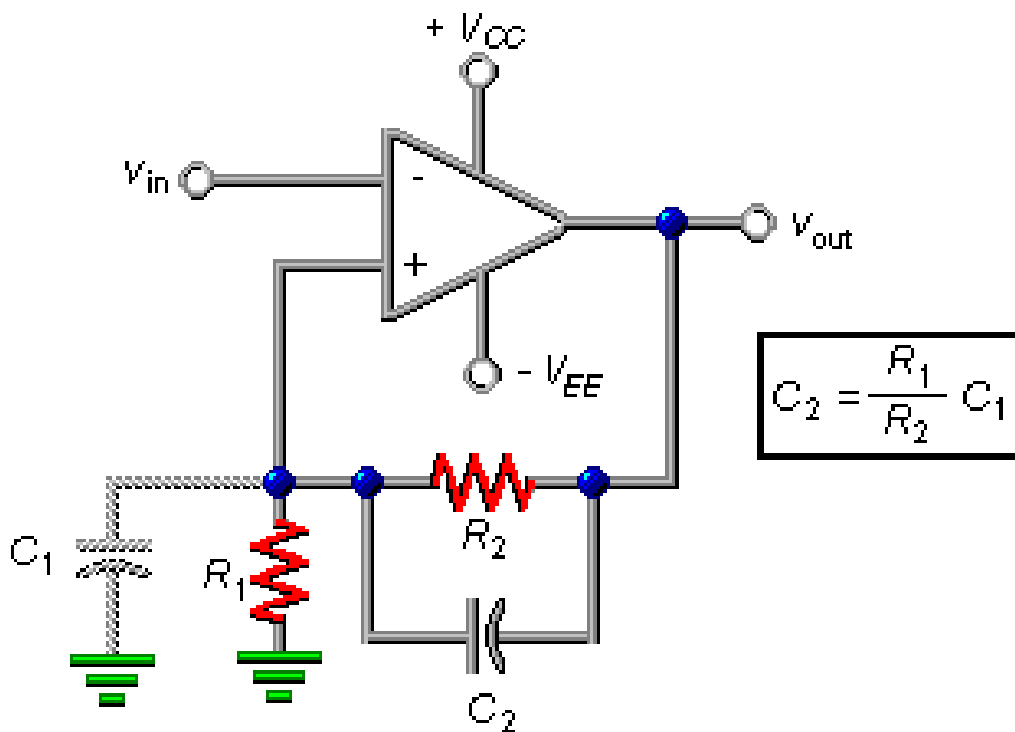 + VCC
vin
-
+
vout
- VEE
C2 = R1/R2 C1
R2
C1
R1
C2